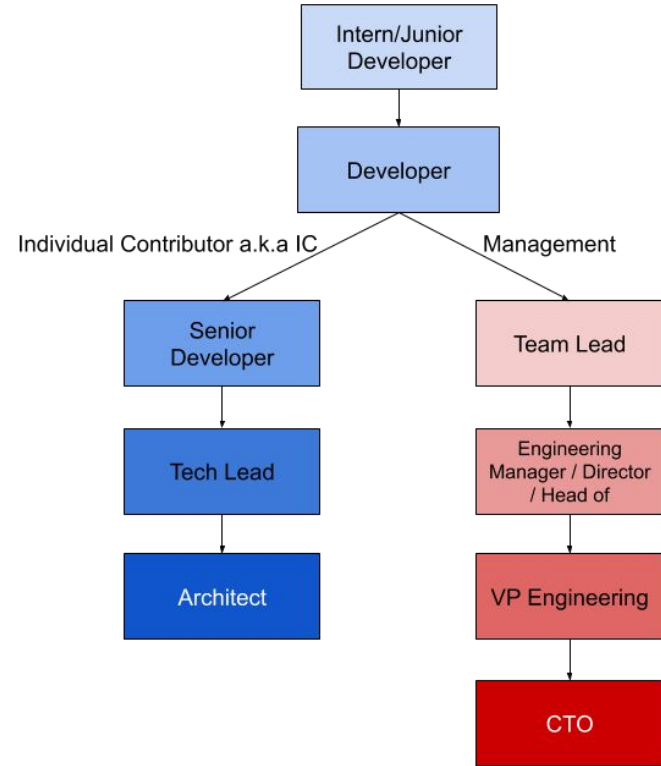 Intern/Junior
Developer
Developer
Individual Contributor a.k.a IC
Management
Senior
Developer
Team Lead
Tech Lead
Engineering
Manager / Director
/ Head of
Architect
VP Engineering
CTO